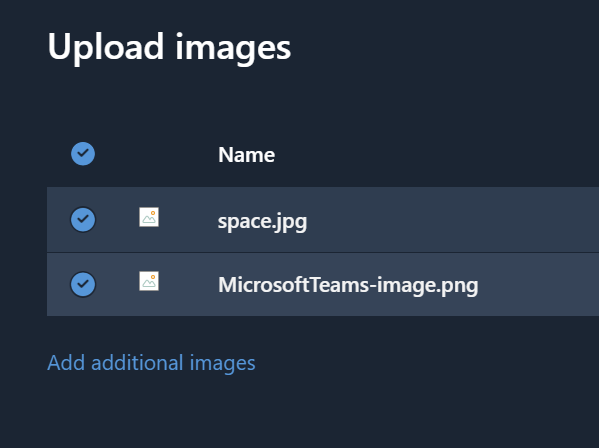 Upload images
Name
space.jpg
MicrosoftTeams-image.png
Add additional images